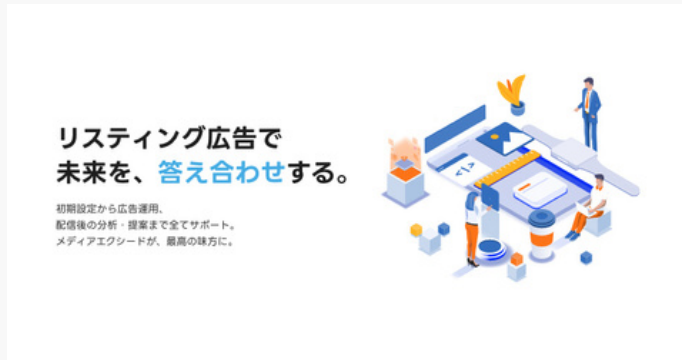 リスティング広告で
未来を、答え合わせする。
初期設定から広告運用、
配信後の分析・提案まで全てサポート。
メディアエクシードが、最高の味方に。